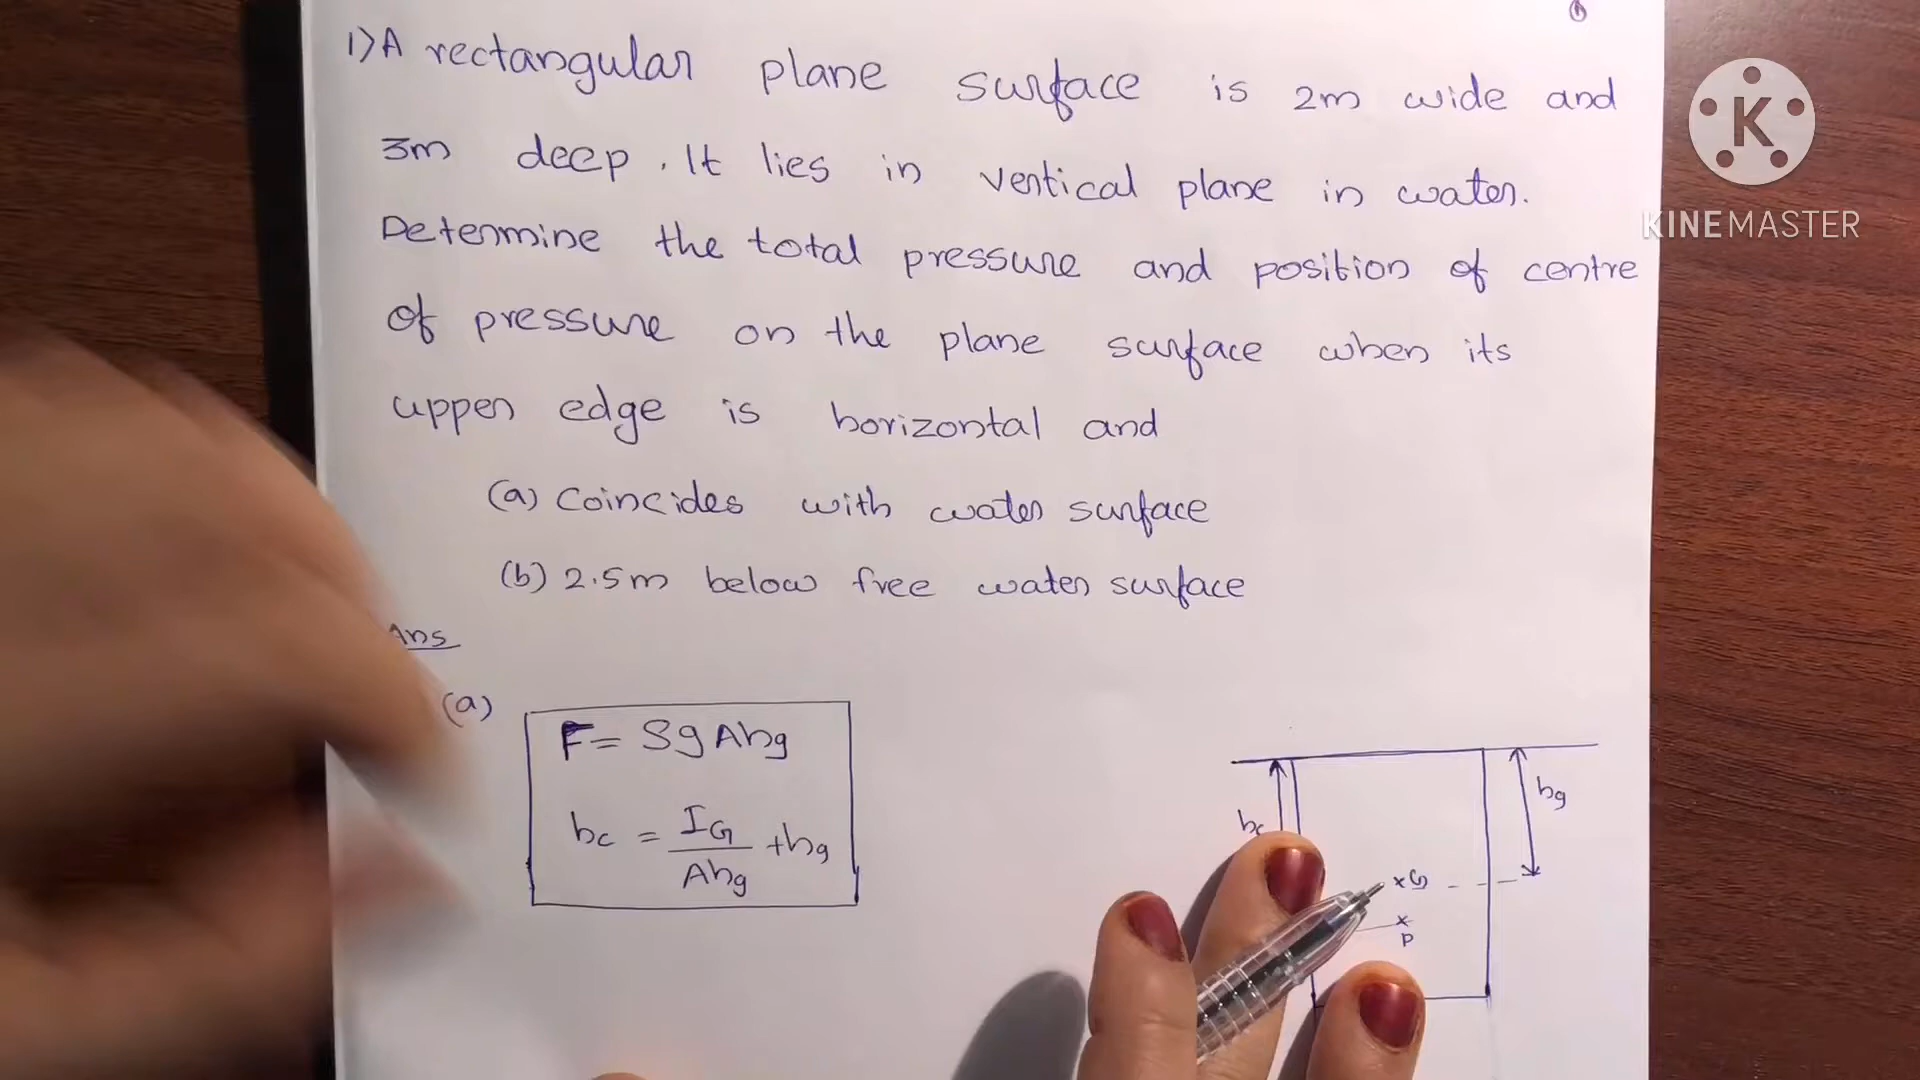 1) A rectangular plane surface is 2m wide and
3m deep. It lies in vertical plane in water.
Determine the total pressure and position of centre
of pressure on the plane surface when its
upper edge is horizontal and
(a) coincides with water surface
(b) 2.5m below free water surface
Ans
(a)
F = ρgAhg
hc = IG/Ahg + hg
hc
hg
×G
×
P
K
KINEMASTER